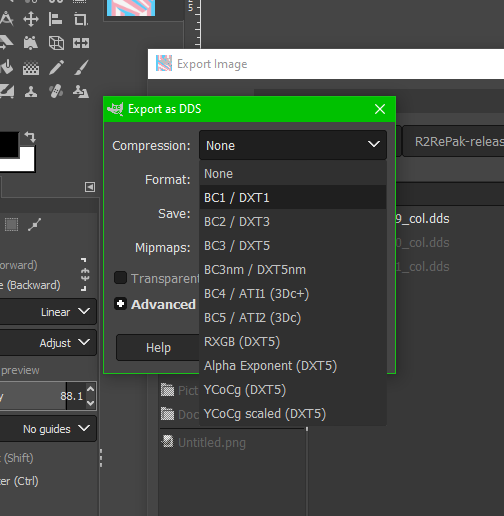 Export Image
Export as DDS
Compression:
None
R2RePak-releas
Format:
None
BC1 / DXT1
Save:
BC2 / DXT3
9_col.dds
Mipmaps:
BC3 / DXT5
0_col.dds
BC3nm / DXT5nm
1_col.dds
Transparent
BC4 / ATI1 (3Dc+)
Advanced
BC5 / ATI2 (3Dc)
RXGB (DXT5)
Help
Alpha Exponent (DXT5)
YCoCg (DXT5)
YCoCg scaled (DXT5)
orward)
e (Backward)
Linear
Adjust
preview
y
88.1
No guides
t (Shift)
ter (Ctrl)
Pict
Doc
Untitled.png